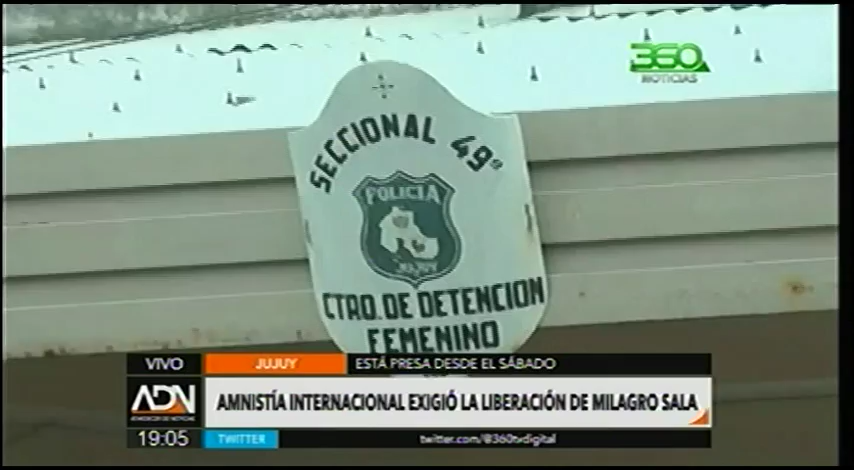 360
NOTICIAS
SECCIONAL 49ª
POLICIA
JUJUY
CTRO. DE DETENCION
FEMENINO
VIVO
JUJUY
ESTÁ PRESA DESDE EL SÁBADO
ADN
AMNISTÍA INTERNACIONAL EXIGIÓ LA LIBERACIÓN DE MILAGRO SALA
19:05
TWITTER
twitter.com/@360tvdigital